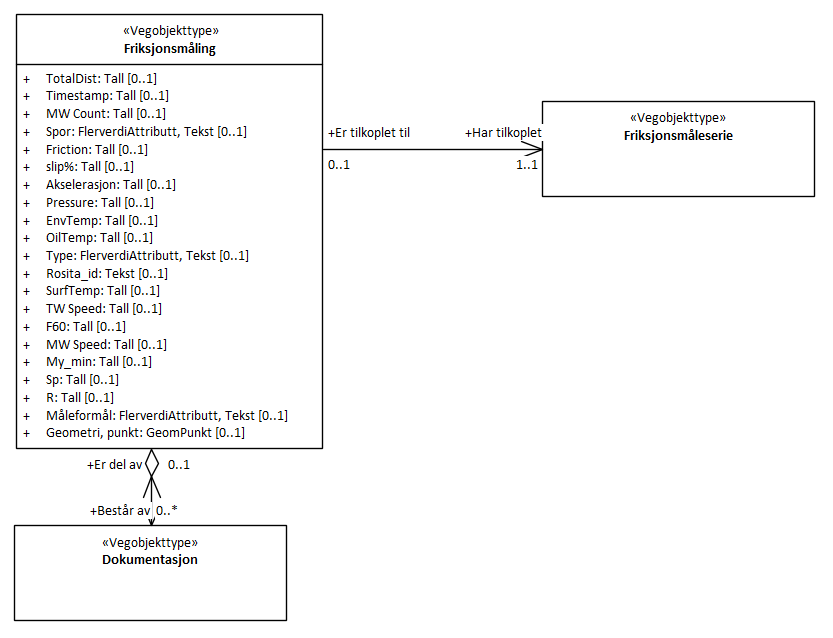 «Vegobjekttype»
Friksjonsmåling
+ TotalDist: Tall [0..1]
+ Timestamp: Tall [0..1]
+ MW Count: Tall [0..1]
+ Spor: FlerverdiAttributt, Tekst [0..1]
+ Friction: Tall [0..1]
+ slip%: Tall [0..1]
+ Akselerasjon: Tall [0..1]
+ Pressure: Tall [0..1]
+ EnvTemp: Tall [0..1]
+ OilTemp: Tall [0..1]
+ Type: FlerverdiAttributt, Tekst [0..1]
+ Rosita_id: Tekst [0..1]
+ SurfTemp: Tall [0..1]
+ TW Speed: Tall [0..1]
+ F60: Tall [0..1]
+ MW Speed: Tall [0..1]
+ My_min: Tall [0..1]
+ Sp: Tall [0..1]
+ R: Tall [0..1]
+ Måleformål: FlerverdiAttributt, Tekst [0..1]
+ Geometri, punkt: GeomPunkt [0..1]
+Er tilkoplet til +Har tilkoplet
0..1 1..1
«Vegobjekttype»
Friksjonsmåleserie
+Er del av 0..1
+Består av 0..*
«Vegobjekttype»
Dokumentasjon